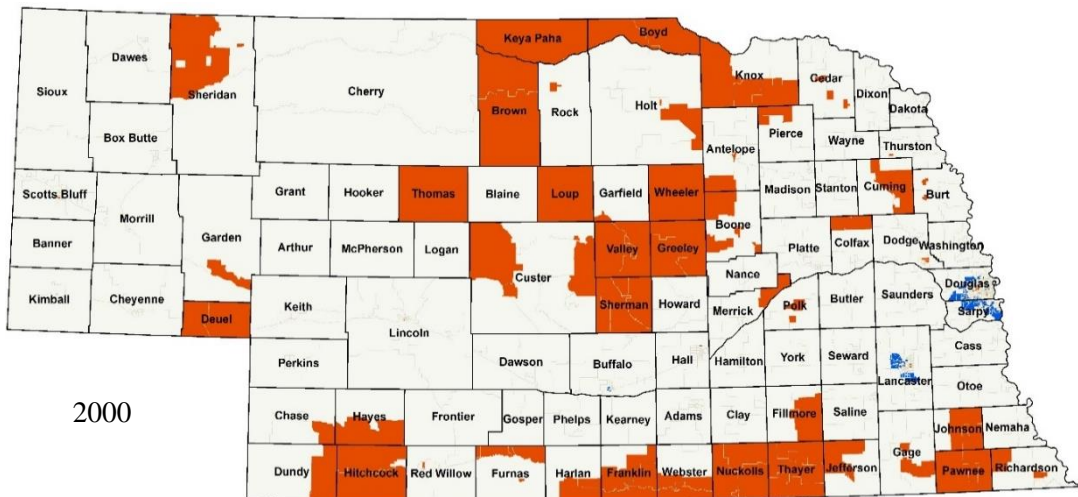 Keya Paha
Boyd
Dawes
Sheridan
Sioux
Cherry
Brown
Rock
Holt
Knox
Cedar
Dixon
Dakota
Box Butte
Antelope
Pierce
Wayne
Thurston
Scotts Bluff
Morrill
Garden
Grant
Hooker
Thomas
Blaine
Loup
Garfield
Wheeler
Madison
Stanton
Cuming
Burt
Banner
Arthur
McPherson
Logan
Custer
Valley
Greeley
Boone
Platte
Colfax
Dodge
Washington
Kimball
Cheyenne
Deuel
Keith
Lincoln
Sherman
Howard
Nance
Merrick
Polk
Butler
Saunders
Douglas
Sarpy
Perkins
Dawson
Buffalo
Hall
Hamilton
York
Seward
Lancaster
Cass
Otoe
2000
Chase
Hayes
Frontier
Gosper
Phelps
Kearney
Adams
Clay
Fillmore
Saline
Johnson
Nemaha
Dundy
Hitchcock
Red Willow
Furnas
Harlan
Franklin
Webster
Nuckolls
Thayer
Jefferson
Gage
Pawnee
Richardson